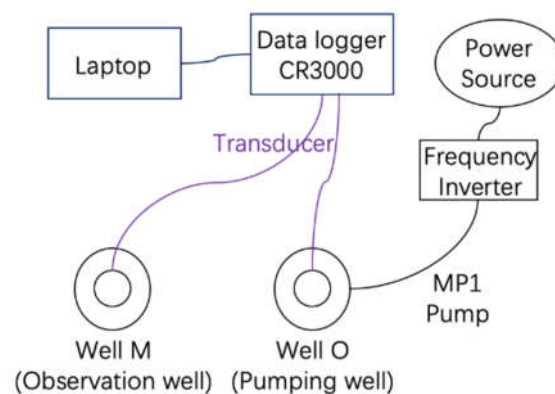 Laptop
Data logger
CR3000
Power
Source
Transducer
Frequency
Inverter
MP1
Pump
Well M
(Observation well)
Well O
(Pumping well)